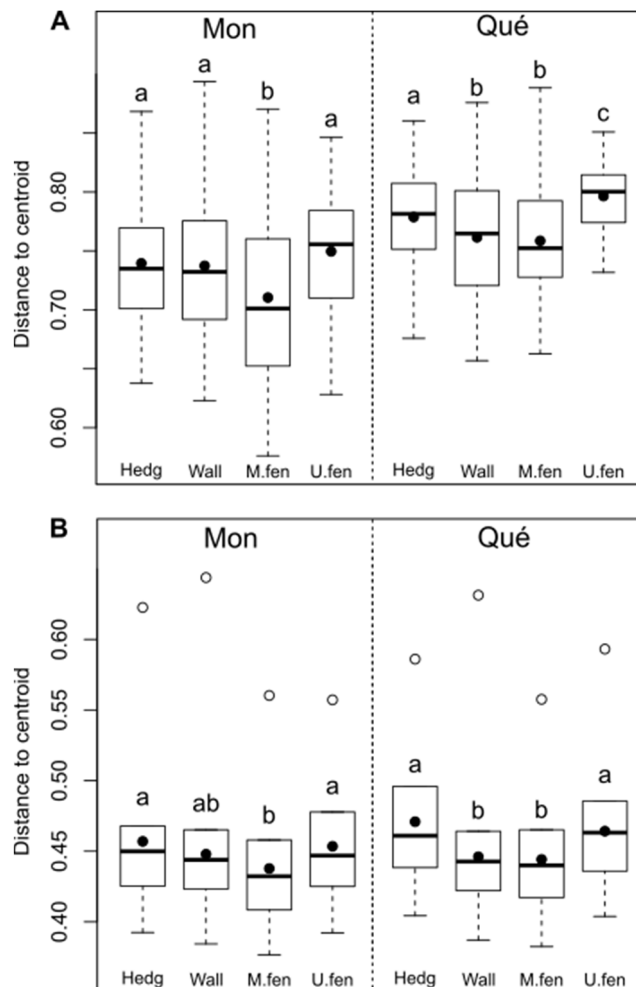 A
Mon
Qué
a
a
b
a
a
b
b
c
Distance to centroid
0.80
0.70
0.60
Hedg
Wall
M.fen
U.fen
Hedg
Wall
M.fen
U.fen
B
Mon
Qué
a
ab
b
a
a
b
b
a
Distance to centroid
0.60
0.55
0.50
0.45
0.40
Hedg
Wall
M.fen
U.fen
Hedg
Wall
M.fen
U.fen